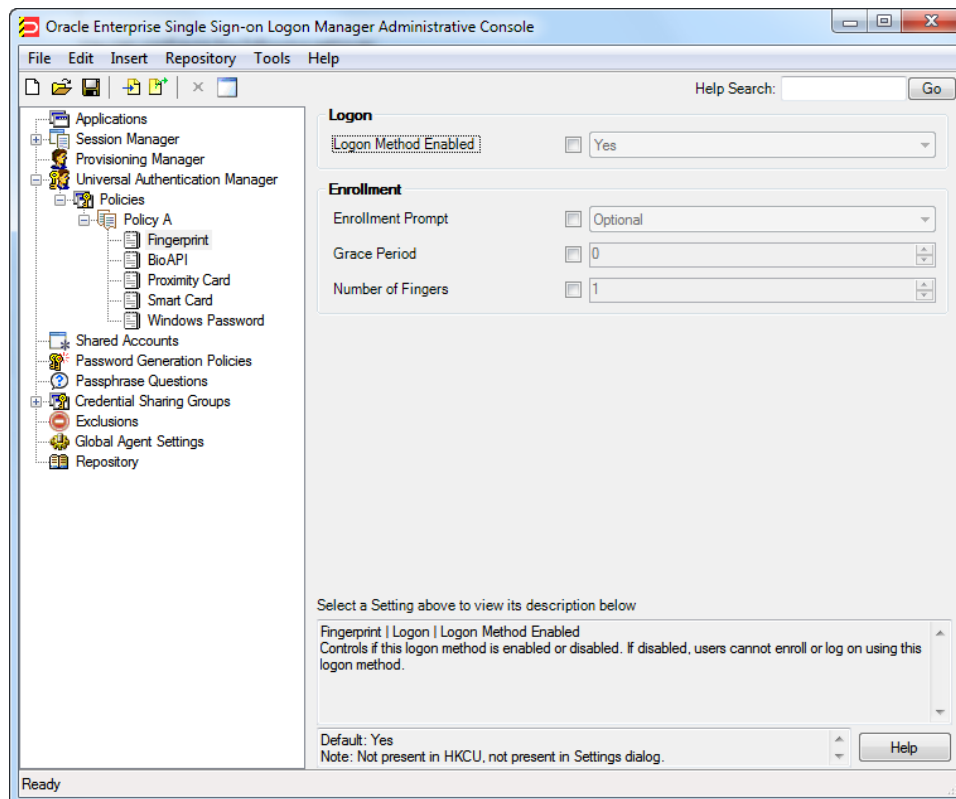 Oracle Enterprise Single Sign-on Logon Manager Administrative Console
File Edit Insert Repository Tools Help
Help Search: Go
Applications
Session Manager
Provisioning Manager
Universal Authentication Manager
Policies
Policy A
Fingerprint
BioAPI
Proximity Card
Smart Card
Windows Password
Shared Accounts
Password Generation Policies
Passphrase Questions
Credential Sharing Groups
Exclusions
Global Agent Settings
Repository
Logon
Logon Method Enabled Yes
Enrollment
Enrollment Prompt Optional
Grace Period 0
Number of Fingers 1
Select a Setting above to view its description below
Fingerprint | Logon | Logon Method Enabled
Controls if this logon method is enabled or disabled. If disabled, users cannot enroll or log on using this
logon method.
Default: Yes
Note: Not present in HKCU, not present in Settings dialog.
Help
Ready